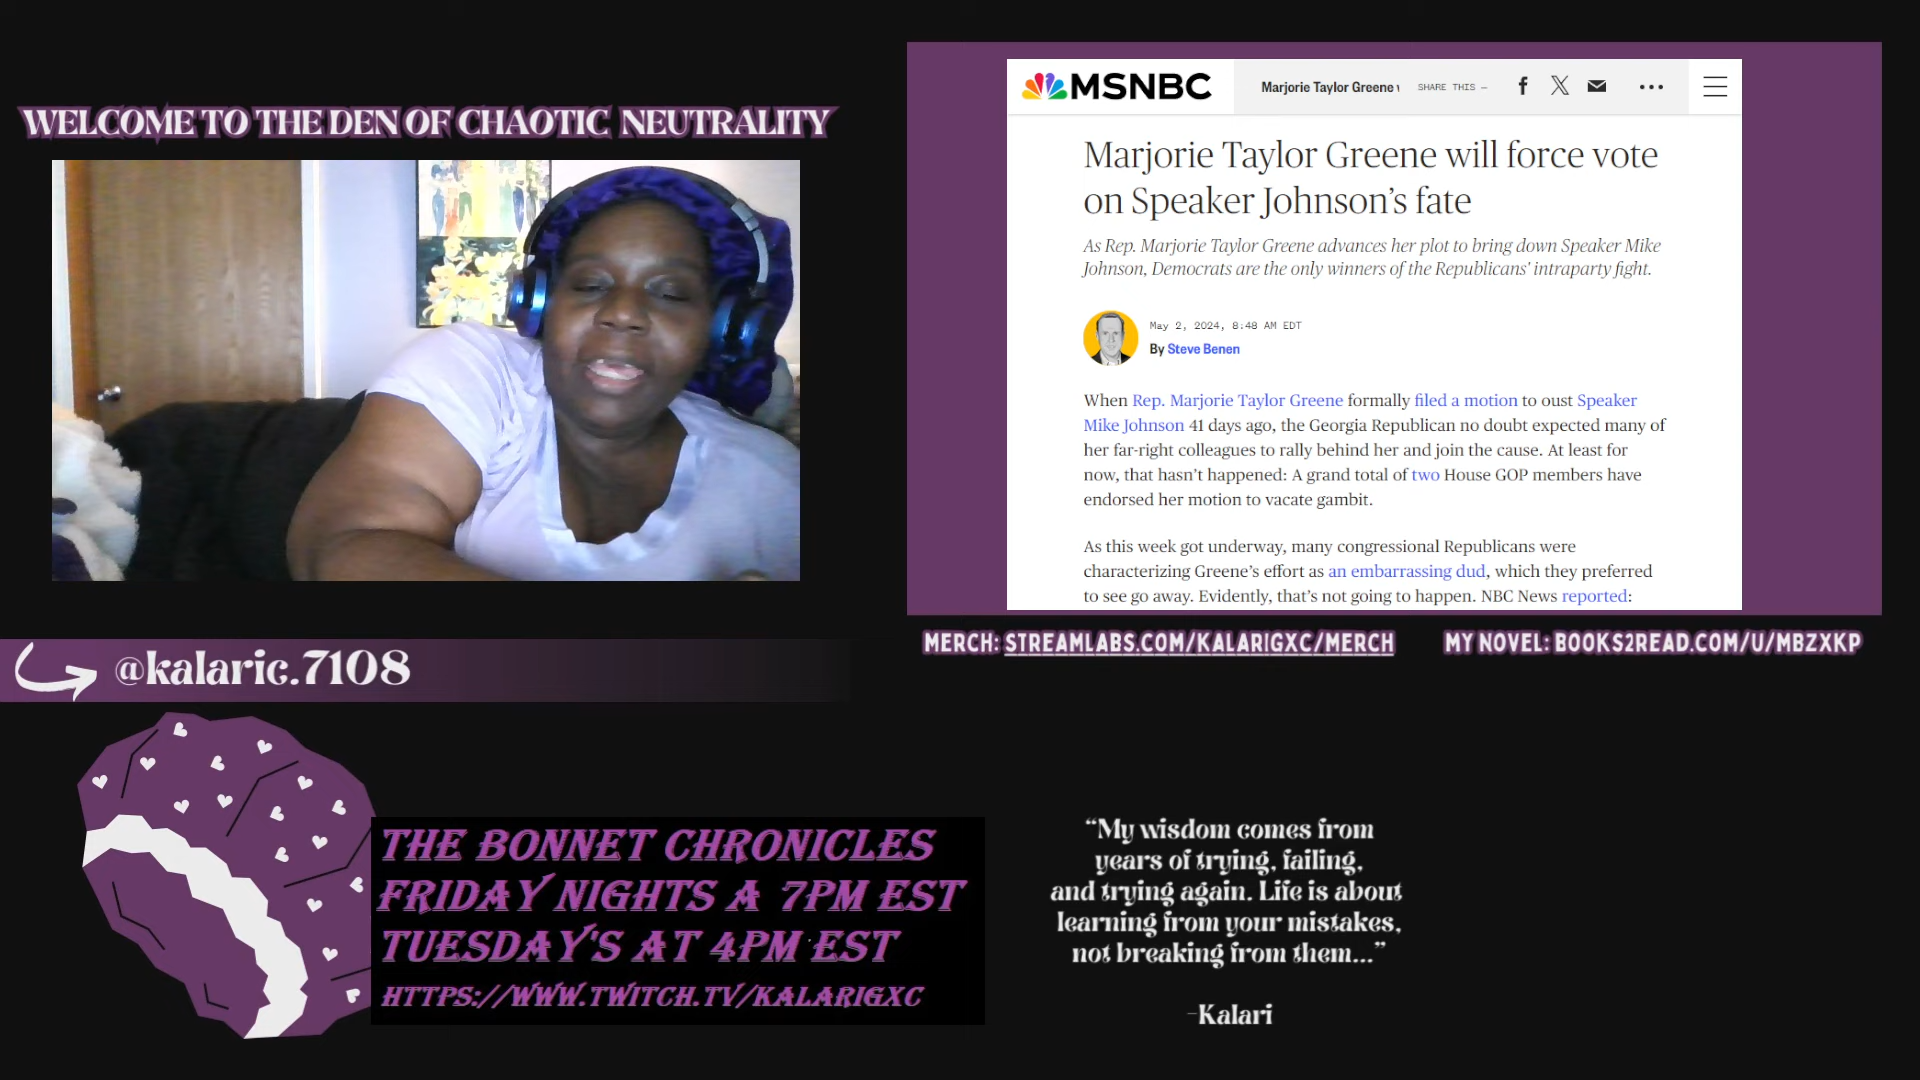 WELCOME TO THE DEN OF CHAOTIC NEUTRALITY
MSNBC
Marjorie Taylor Greene
SHARE THIS —
Marjorie Taylor Greene will force vote
on Speaker Johnson's fate
As Rep. Marjorie Taylor Greene advances her plot to bring down Speaker Mike
Johnson, Democrats are the only winners of the Republicans' intraparty fight.
May 2, 2024, 8:48 AM EDT
By Steve Benen
When Rep. Marjorie Taylor Greene formally filed a motion to oust Speaker
Mike Johnson 41 days ago, the Georgia Republican no doubt expected many of
her far-right colleagues to rally behind her and join the cause. At least for
now, that hasn't happened: A grand total of two House GOP members have
endorsed her motion to vacate gambit.
As this week got underway, many congressional Republicans were
characterizing Greene's effort as an embarrassing dud, which they preferred
to see go away. Evidently, that's not going to happen. NBC News reported:
MERCH: STREAMLABS.COM/KALARIGXC/MERCH
MY NOVEL: BOOKS2READ.COM/U/MBZXKP
@kalaric.7108
THE BONNET CHRONICLES
FRIDAY NIGHTS A 7PM EST
TUESDAY'S AT 4PM EST
HTTPS://WWW.TWITCH.TV/KALARIGXC
“My wisdom comes from
years of trying, failing,
and trying again. Life is about
learning from your mistakes,
not breaking from them...”
-Kalari